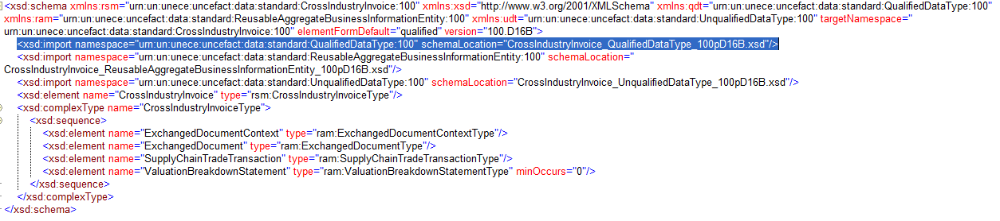 <xsd:schema xmlns:rsm="urn:un:unece:uncefact:data:standard:CrossIndustryInvoice:100" xmlns:xsd="http://www.w3.org/2001/XMLSchema" xmlns:qdt="urn:un:unece:uncefact:data:standard:QualifiedDataType:100"
xmlns:ram="urn:un:unece:uncefact:data:standard:ReusableAggregateBusinessInformationEntity:100" xmlns:udt="urn:un:unece:uncefact:data:standard:UnqualifiedDataType:100" targetNamespace="
urn:un:unece:uncefact:data:standard:CrossIndustryInvoice:100" elementFormDefault="qualified" version="100.D16B">
<xsd:import namespace="urn:un:unece:uncefact:data:standard:QualifiedDataType:100" schemaLocation="CrossIndustryInvoice_QualifiedDataType_100pD16B.xsd"/>
<xsd:import namespace="urn:un:unece:uncefact:data:standard:ReusableAggregateBusinessInformationEntity:100" schemaLocation="
CrossIndustryInvoice_ReusableAggregateBusinessInformationEntity_100pD16B.xsd"/>
<xsd:import namespace="urn:un:unece:uncefact:data:standard:UnqualifiedDataType:100" schemaLocation="CrossIndustryInvoice_UnqualifiedDataType_100pD16B.xsd"/>
<xsd:element name="CrossIndustryInvoice" type="rsm:CrossIndustryInvoiceType"/>
<xsd:complexType name="CrossIndustryInvoiceType">
<xsd:sequence>
<xsd:element name="ExchangedDocumentContext" type="ram:ExchangedDocumentContextType"/>
<xsd:element name="ExchangedDocument" type="ram:ExchangedDocumentType"/>
<xsd:element name="SupplyChainTradeTransaction" type="ram:SupplyChainTradeTransactionType"/>
<xsd:element name="ValuationBreakdownStatement" type="ram:ValuationBreakdownStatementType" minOccurs="0"/>
</xsd:sequence>
</xsd:complexType>
</xsd:schema>